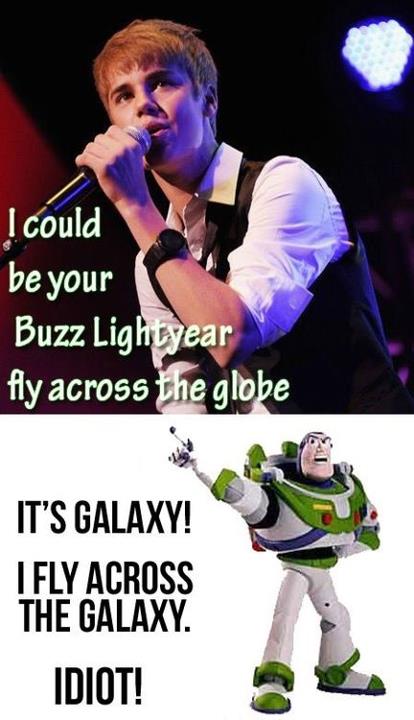 I could
be your
Buzz Lightyear
fly across the globe
IT'S GALAXY!
I FLY ACROSS
THE GALAXY.
IDIOT!